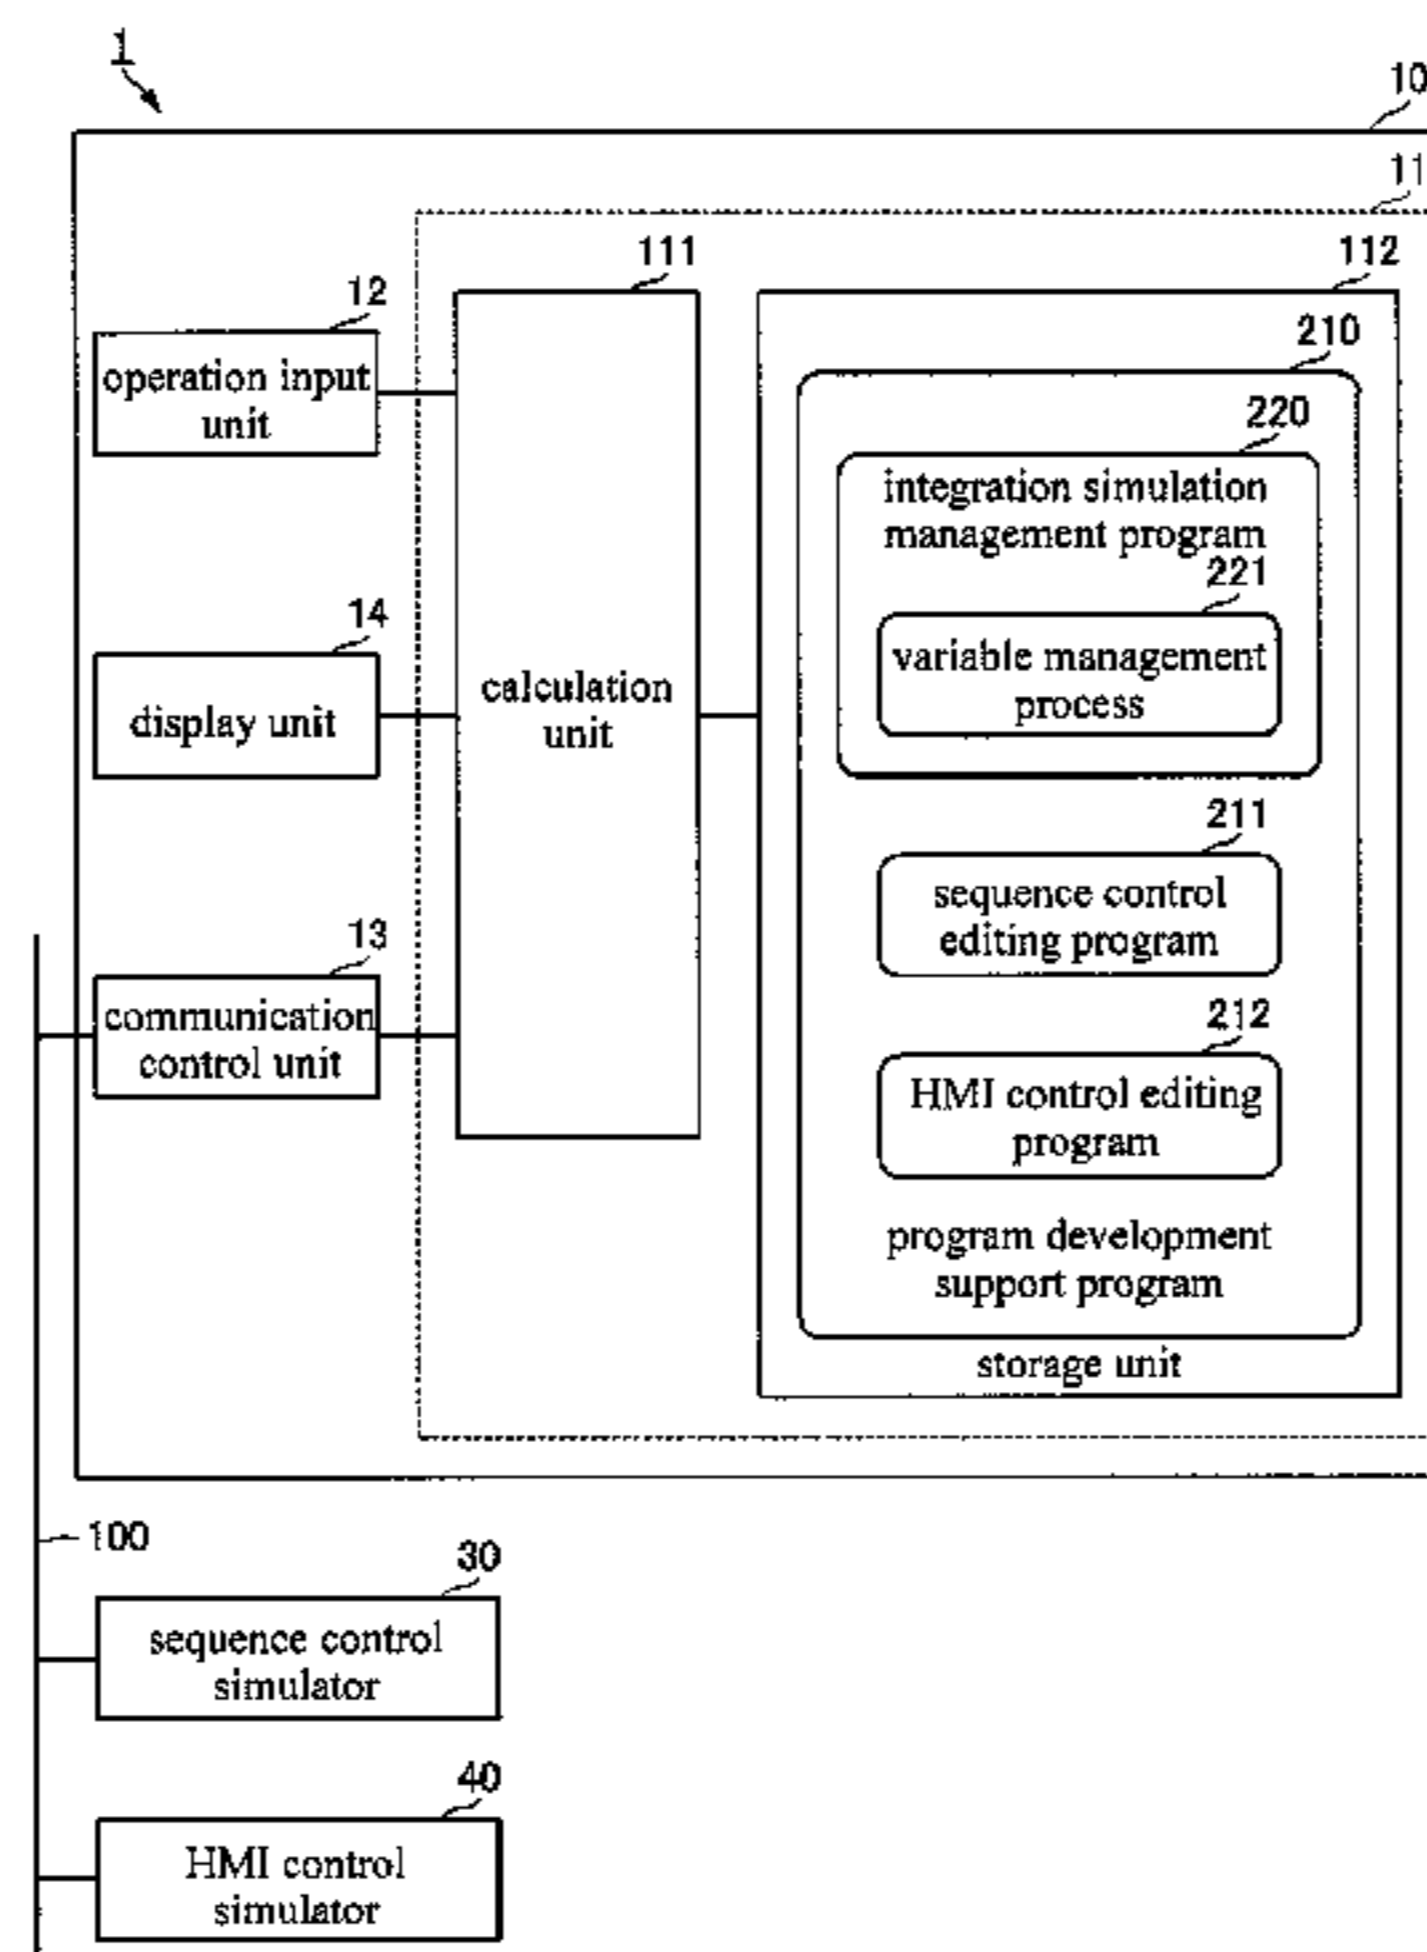 1
10
11
111
112
12
operation input
unit
210
220
integration simulation
management program
221
variable management
process
14
display unit
calculation
unit
211
sequence control
editing program
13
communication
control unit
212
HMI control editing
program
program development
support program
storage unit
100
30
sequence control
simulator
40
HMI control
simulator